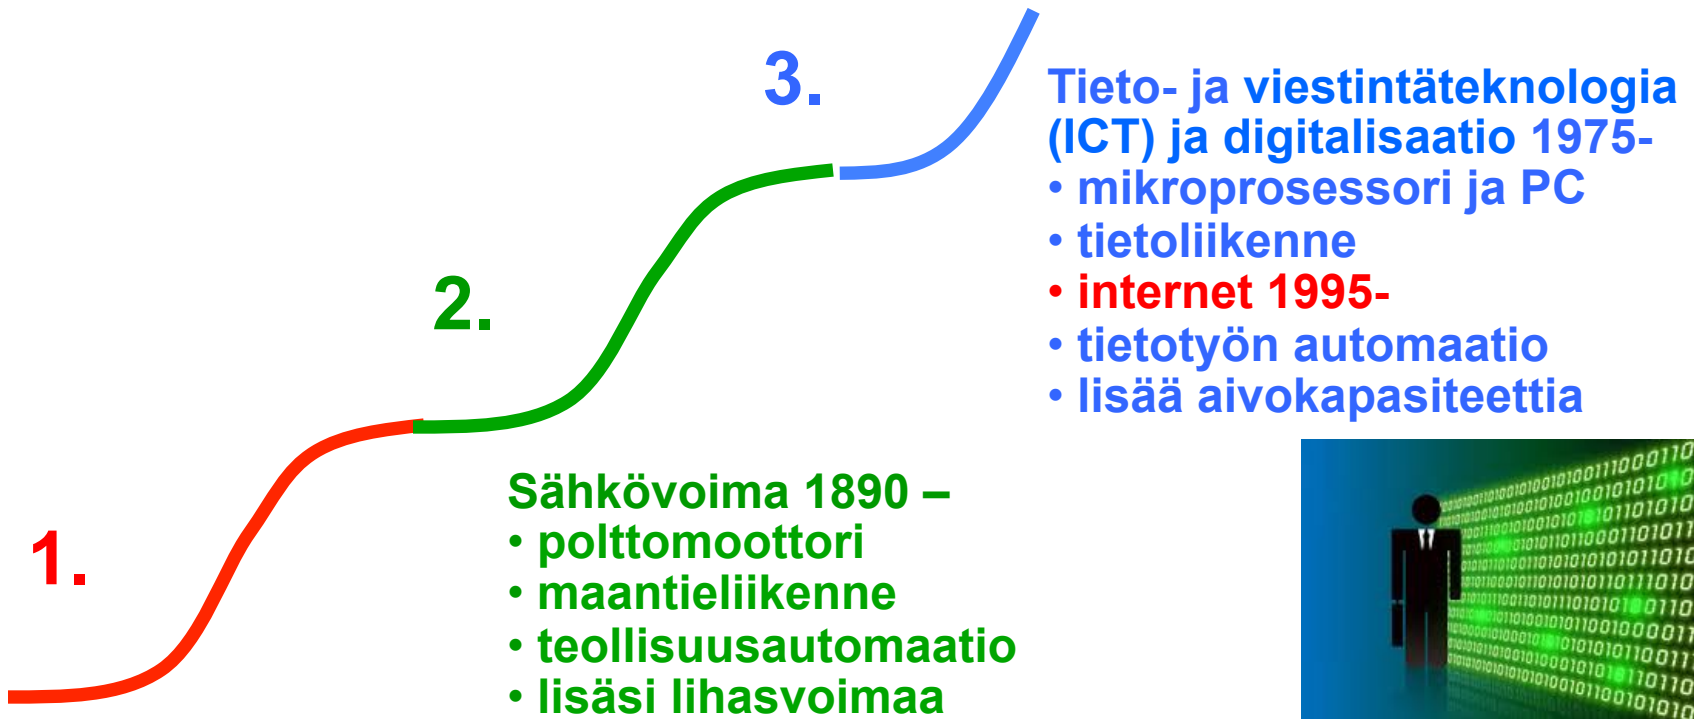 3.
Tieto- ja viestintäteknologia
(ICT) ja digitalisaatio 1975-
• mikroprosessori ja PC
• tietoliikenne
• internet 1995-
• tietotyön automaatio
• lisää aivokapasiteettia
2.
Sähkövoima 1890 –
• polttomoottori
• maantieliikenne
• teollisuusautomaatio
• lisäsi lihasvoimaa
1.